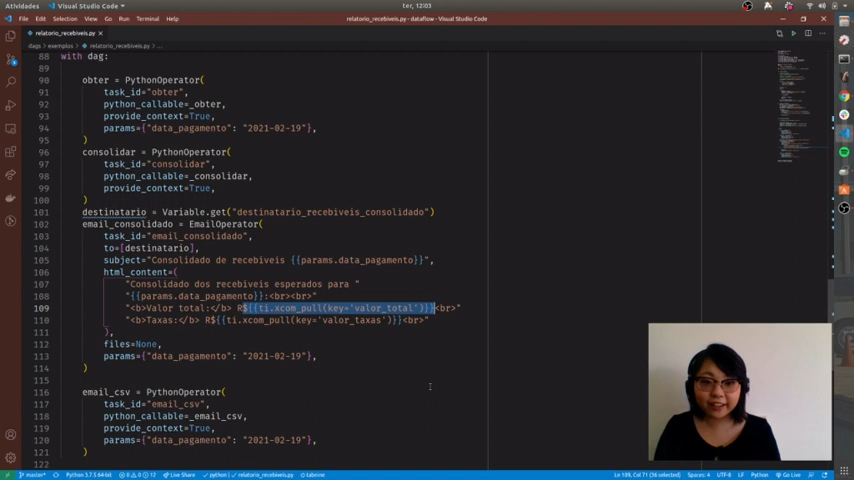 Atividades Visual Studio Code ter, 12:03
File Edit Selection View Go Run Terminal Help relatorio_recebiveis.py - dataflow - Visual Studio Code
relatorio_recebiveis.py
dags > exemplos > relatorio_recebiveis.py > ...
88 with dag:
89
90 obter = PythonOperator(
91 task_id="obter",
92 python_callable=_obter,
93 provide_context=True,
94 params={"data_pagamento": "2021-02-19"},
95 )
96 consolidar = PythonOperator(
97 task_id="consolidar",
98 python_callable=_consolidar,
99 provide_context=True,
100 )
101 destinatario = Variable.get("destinatario_recebiveis_consolidado")
102 email_consolidado = EmailOperator(
103 task_id="email_consolidado",
104 to=[destinatario],
105 subject="Consolidado de recebíveis {{params.data_pagamento}}",
106 html_content=(
107 "Consolidado dos recebíveis esperados para "
108 "{{params.data_pagamento}}:<br><br>"
109 "<b>Valor total:</b> R${{ti.xcom_pull(key='valor_total')}}<br>"
110 "<b>Taxas:</b> R${{ti.xcom_pull(key='valor_taxas')}}<br>"
111 ),
112 files=None,
113 params={"data_pagamento": "2021-02-19"},
114 )
115
116 email_csv = PythonOperator(
117 task_id="email_csv",
118 python_callable=_email_csv,
119 provide_context=True,
120 params={"data_pagamento": "2021-02-19"},
121 )
122
master* Python 3.7.5 64-bit 0 0 12 Live Share python | relatorio_recebiveis.py tabnine Ln 109, Col 71 (36 selected) Spaces: 4 UTF-8 LF Python Go Live